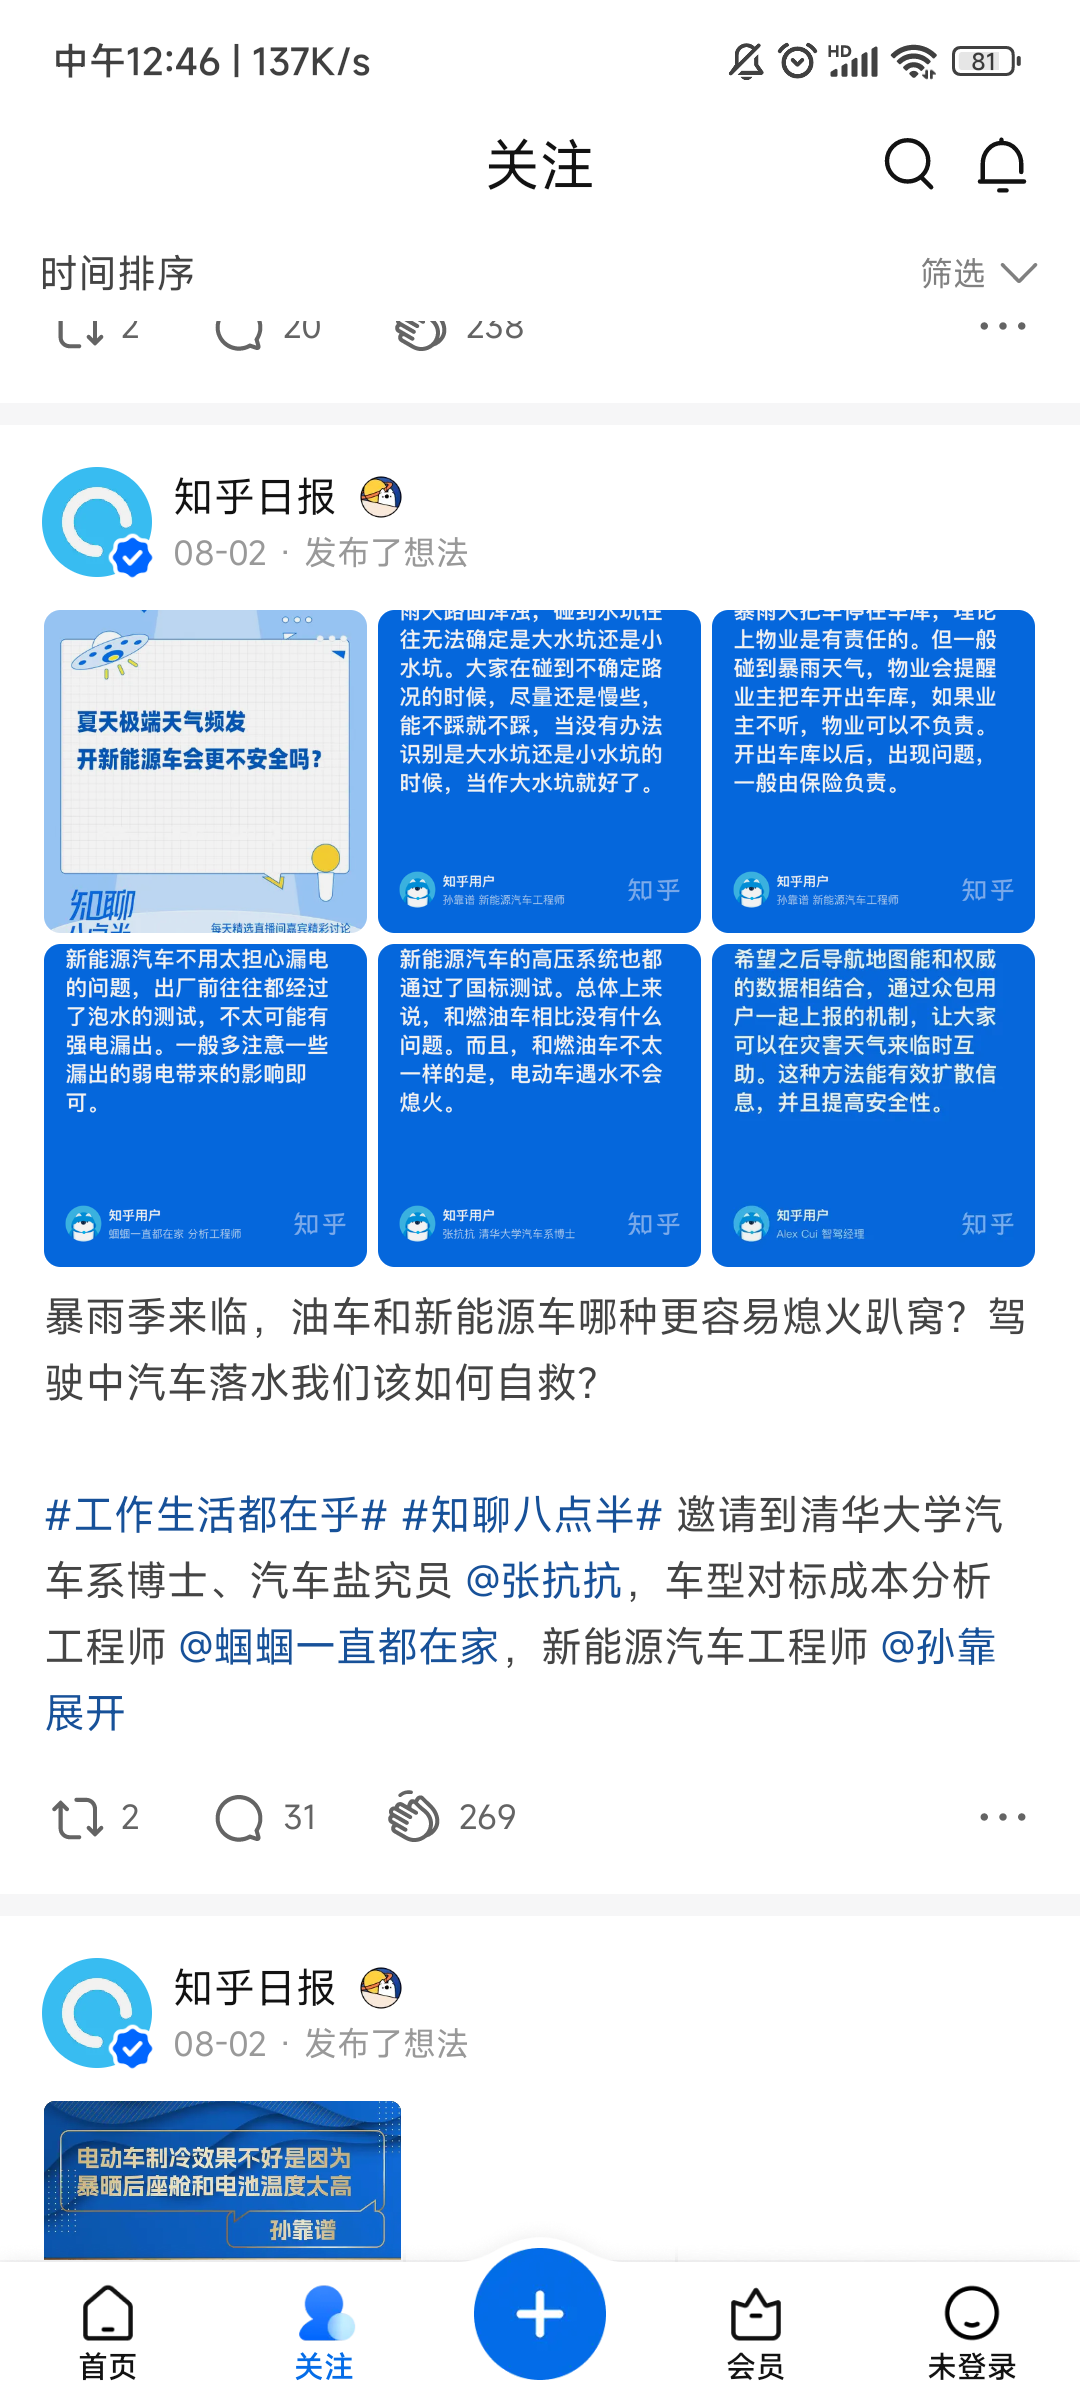 中午12:46 | 137K/s
HD
81
关注
时间排序
筛选
2
20
238
知乎日报
08-02 · 发布了想法
夏天极端天气频发
开新能源车会更不安全吗?
知聊
八点半
每天精选直播间嘉宾精彩讨论
雨天路面浑浊，碰到水坑往
往无法确定是大水坑还是小
水坑。大家在碰到不确定路
况的时候，尽量还是慢些，
能不踩就不踩，当没有办法
识别是大水坑还是小水坑的
时候，当作大水坑就好了。
知乎用户
孙靠谱 新能源汽车工程师
知乎
暴雨天把车停在车库，理论
上物业是有责任的。但一般
碰到暴雨天气，物业会提醒
业主把车开出车库，如果业
主不听，物业可以不负责。
开出车库以后，出现问题，
一般由保险负责。
知乎用户
孙靠谱 新能源汽车工程师
知乎
新能源汽车不用太担心漏电
的问题，出厂前往往都经过
了泡水的测试，不太可能有
强电漏出。一般多注意一些
漏出的弱电带来的影响即
可。
知乎用户
蝈蝈一直都在家 分析工程师
知乎
新能源汽车的高压系统也都
通过了国标测试。总体上来
说，和燃油车相比没有什么
问题。而且，和燃油车不太
一样的是，电动车遇水不会
熄火。
知乎用户
张抗抗 清华大学汽车系博士
知乎
希望之后导航地图能和权威
的数据相结合，通过众包用
户一起上报的机制，让大家
可以在灾害天气来临时互
助。这种方法能有效扩散信
息，并且提高安全性。
知乎用户
Alex Cui 智驾经理
知乎
暴雨季来临，油车和新能源车哪种更容易熄火趴窝？驾
驶中汽车落水我们该如何自救？
#工作生活都在乎# #知聊八点半# 邀请到清华大学汽
车系博士、汽车盐究员 @张抗抗，车型对标成本分析
工程师 @蝈蝈一直都在家，新能源汽车工程师 @孙靠
展开
2
31
269
知乎日报
08-02 · 发布了想法
电动车制冷效果不好是因为
暴晒后座舱和电池温度太高
孙靠谱
首页
关注
会员
未登录